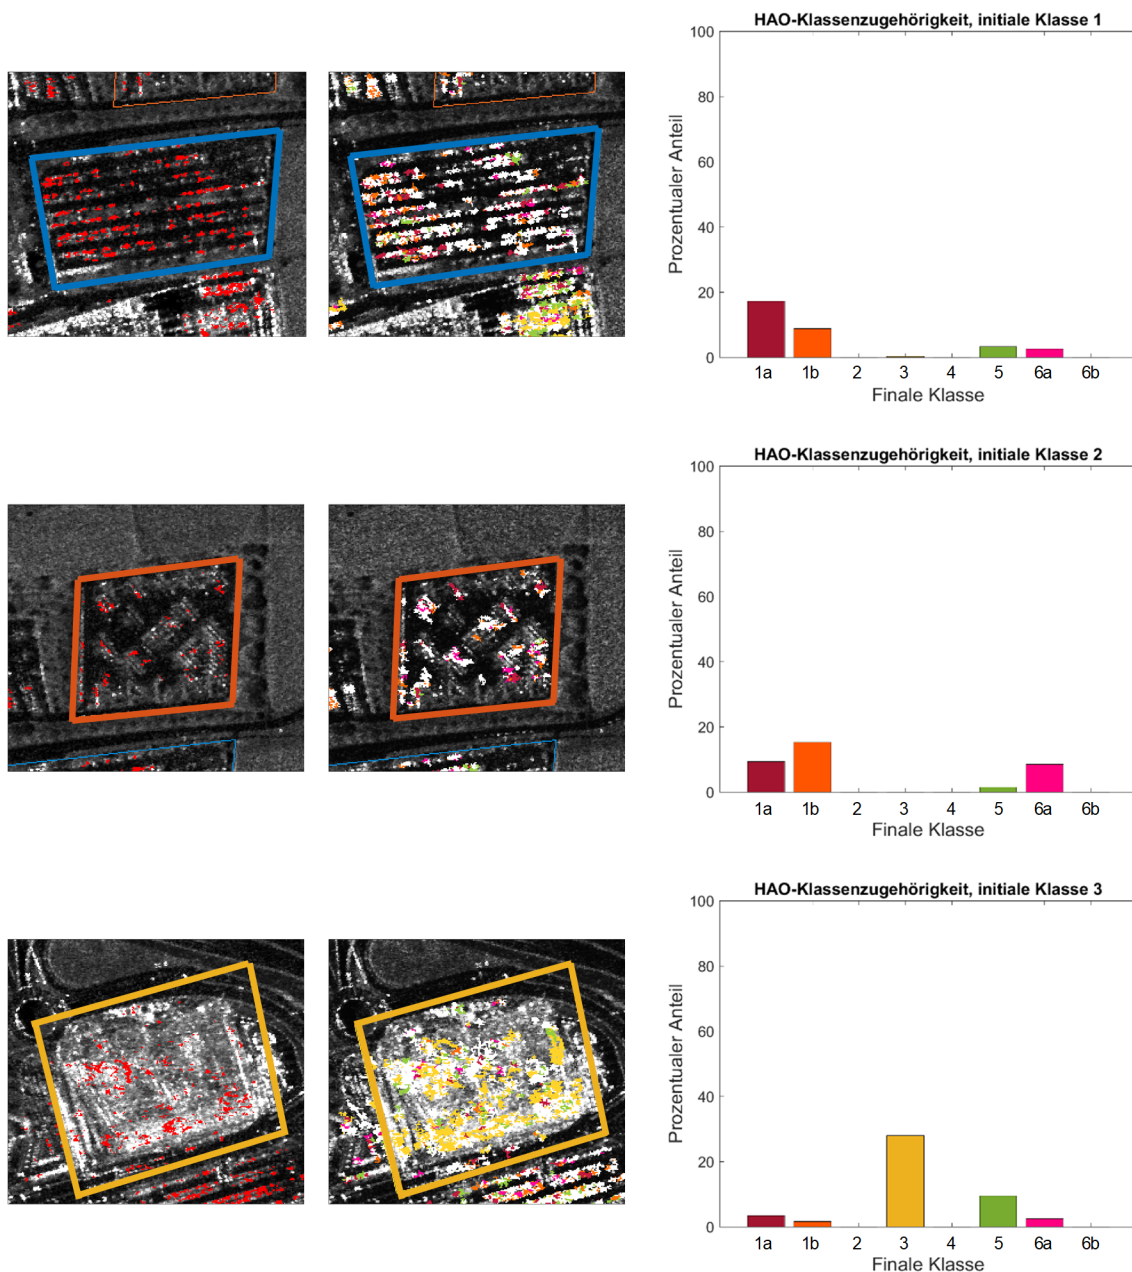 HAO-Klassenzugehörigkeit, initiale Klasse 1
Prozentualer Anteil
100
80
60
40
20
0
1a 1b 2 3 4 5 6a 6b
Finale Klasse
HAO-Klassenzugehörigkeit, initiale Klasse 2
Prozentualer Anteil
100
80
60
40
20
0
1a 1b 2 3 4 5 6a 6b
Finale Klasse
HAO-Klassenzugehörigkeit, initiale Klasse 3
Prozentualer Anteil
100
80
60
40
20
0
1a 1b 2 3 4 5 6a 6b
Finale Klasse